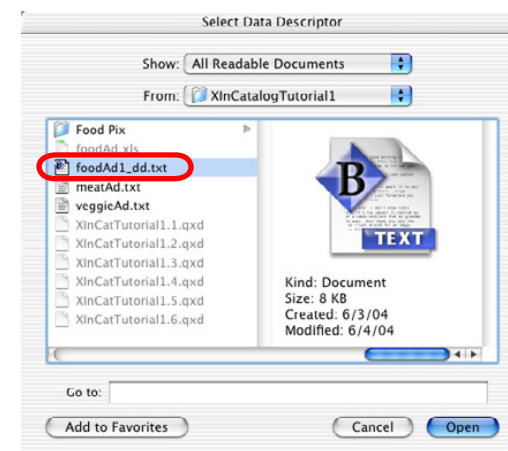 Select Data Descriptor
Show: All Readable Documents
From: XInCatalogTutorial1
Food Pix
foodAd.xls
foodAd1_dd.txt
meatAd.txt
veggieAd.txt
XInCatTutorial1.1.qxd
XInCatTutorial1.2.qxd
XInCatTutorial1.3.qxd
XInCatTutorial1.4.qxd
XInCatTutorial1.5.qxd
XInCatTutorial1.6.qxd
B
TEXT
Kind: Document
Size: 8 KB
Created: 6/3/04
Modified: 6/4/04
Go to:
Add to Favorites Cancel Open